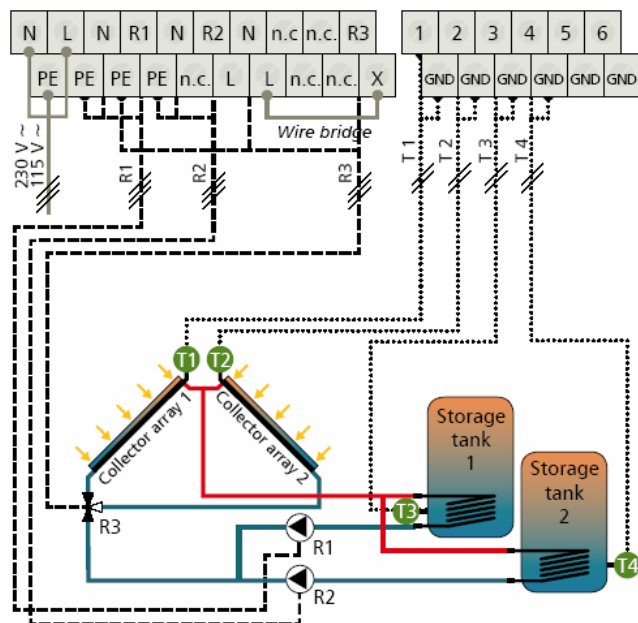 N L N R1 N R2 N n.c n.c. R3
1 2 3 4 5 6
PE PE PE PE n.c. L L n.c. n.c. X
GND GND GND GND GND GND
Wire bridge
230 V ~
115 V ~
R1
R2
R3
T 1
T 2
T 3
T 4
T1
T2
Collector array 1
Collector array 2
Storage
tank
1
Storage
tank
2
T3
T4
R3
R1
R2